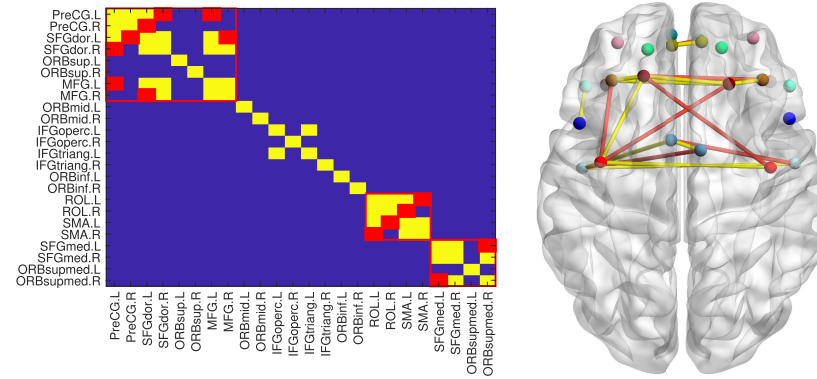 PreCG.L
PreCG.R
SFGdor.L
SFGdor.R
ORBsup.L
ORBsup.R
MFG.L
MFG.R
ORBmid.L
ORBmid.R
IFGoperc.L
IFGoperc.R
IFGtriang.L
IFGtriang.R
ORBinf.L
ORBinf.R
ROL.L
ROL.R
SMA.L
SMA.R
SFGmed.L
SFGmed.R
ORBsupmed.L
ORBsupmed.R
PreCG.L
PreCG.R
SFGdor.L
SFGdor.R
ORBsup.L
ORBsup.R
MFG.L
MFG.R
ORBmid.L
ORBmid.R
IFGoperc.L
IFGoperc.R
IFGtriang.L
IFGtriang.R
ORBinf.L
ORBinf.R
ROL.L
ROL.R
SMA.L
SMA.R
SFGmed.L
SFGmed.R
ORBsupmed.L
ORBsupmed.R